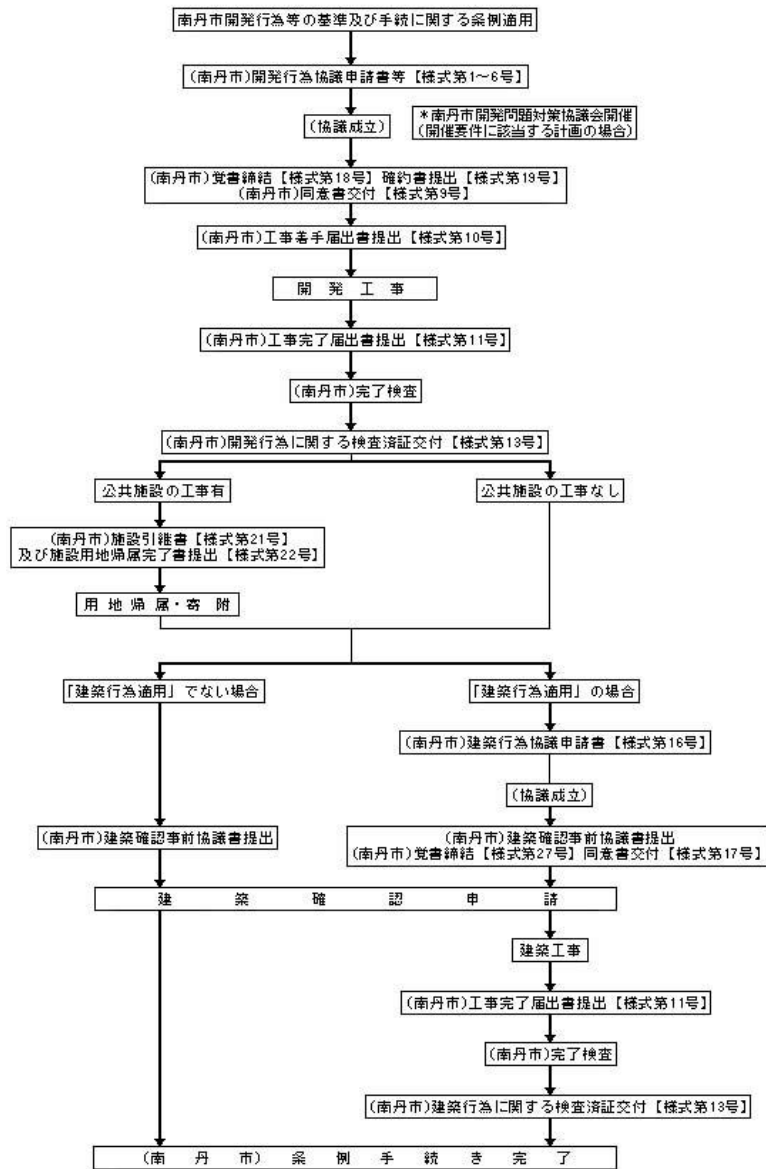 南丹市開発行為等の基準及び手続に関する条例適用
(南丹市)開発行為協議申請書等【様式第1～6号】
(協議成立)
*南丹市開発問題対策協議会開催
(開催要件に該当する計画の場合)
(南丹市)覚書締結【様式第18号】確約書提出【様式第19号】
(南丹市)同意書交付【様式第9号】
(南丹市)工事着手届出書提出【様式第10号】
開発工事
(南丹市)工事完了届出書提出【様式第11号】
(南丹市)完了検査
(南丹市)開発行為に関する検査済証交付【様式第13号】
公共施設の工事有
公共施設の工事なし
(南丹市)施設引継書【様式第21号】
及び施設用地帰属完了書提出【様式第22号】
用地帰属・寄附
「建築行為適用」でない場合
「建築行為適用」の場合
(南丹市)建築行為協議申請書【様式第16号】
(協議成立)
(南丹市)建築確認事前協議書提出
(南丹市)建築確認事前協議書提出
(南丹市)覚書締結【様式第27号】同意書交付【様式第17号】
建築確認申請
建築工事
(南丹市)工事完了届出書提出【様式第11号】
(南丹市)完了検査
(南丹市)建築行為に関する検査済証交付【様式第13号】
(南丹市)条例手続き完了